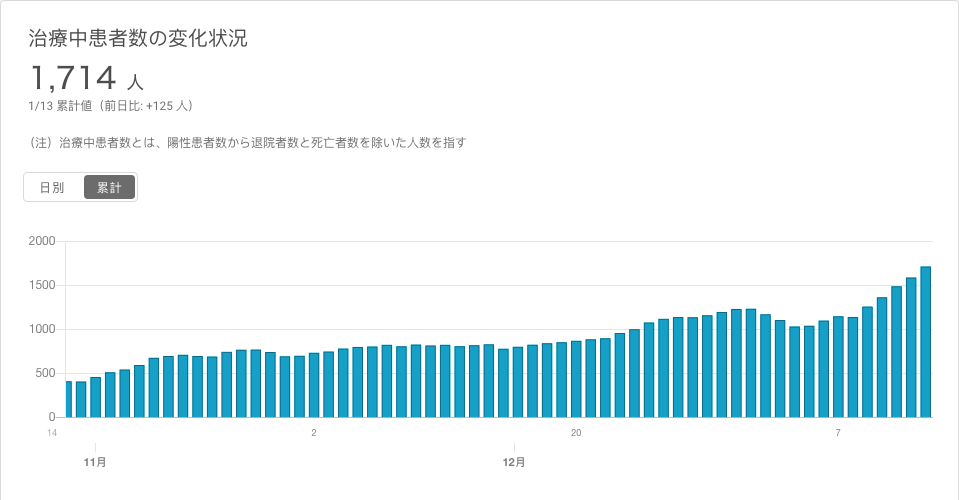 治療中患者数の変化状況
1,714 人
1/13 累計値（前日比: +125 人）
（注）治療中患者数とは、陽性患者数から退院者数と死亡者数を除いた人数を指す
日別 累計
2000
1500
1000
500
0
14 2 20 7
11月 12月